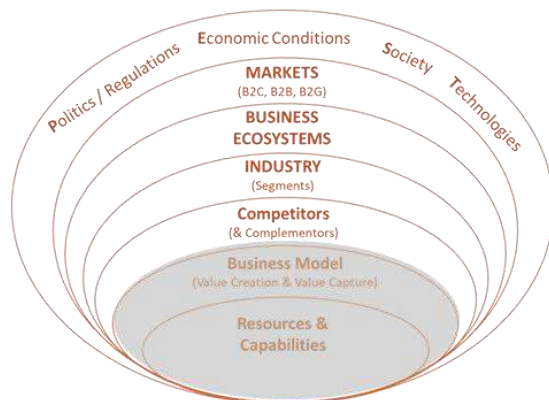 Politics / Regulations
Economic Conditions
Society
Technologies
MARKETS
(B2C, B2B, B2G)
BUSINESS
ECOSYSTEMS
INDUSTRY
(Segments)
Competitors
(& Complementors)
Business Model
(Value Creation & Value Capture)
Resources &
Capabilities